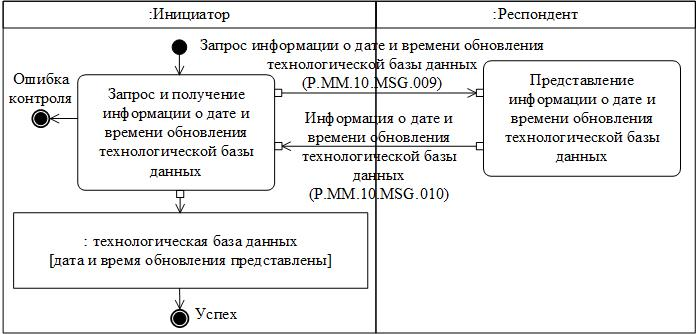 :Инициатор
:Респондент
Запрос информации о дате и времени обновления
технологической базы данных
(P.MM.10.MSG.009)
Ошибка
контроля
Запрос и получение
информации о дате и
времени обновления
технологической базы
данных
Представление
информации о дате и
времени обновления
технологической базы
данных
Информация о дате и
времени обновления
технологической базы
данных
(P.MM.10.MSG.010)
: технологическая база данных
[дата и время обновления представлены]
Успех